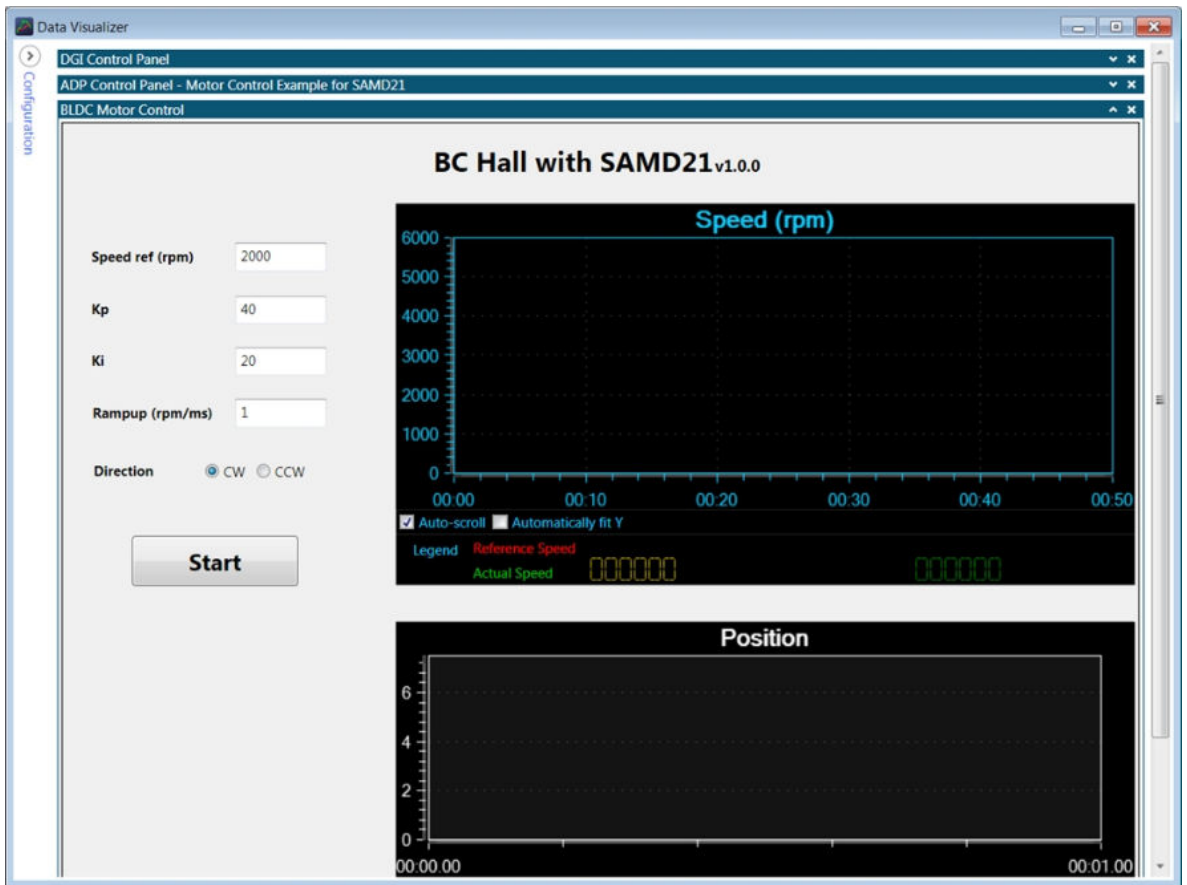 Data Visualizer
Configuration
DGI Control Panel
ADP Control Panel - Motor Control Example for SAMD21
BLDC Motor Control
BC Hall with SAMD21 v1.0.0
Speed ref (rpm) 2000
Kp 40
Ki 20
Rampup (rpm/ms) 1
Direction CW CCW
Start
Speed (rpm)
6000
5000
4000
3000
2000
1000
0
00:00 00:10 00:20 00:30 00:40 00:50
Auto-scroll Automatically fit Y
Legend Reference Speed
Actual Speed 000000 000000
Position
6
4
2
0
00:00.00 00:01.00